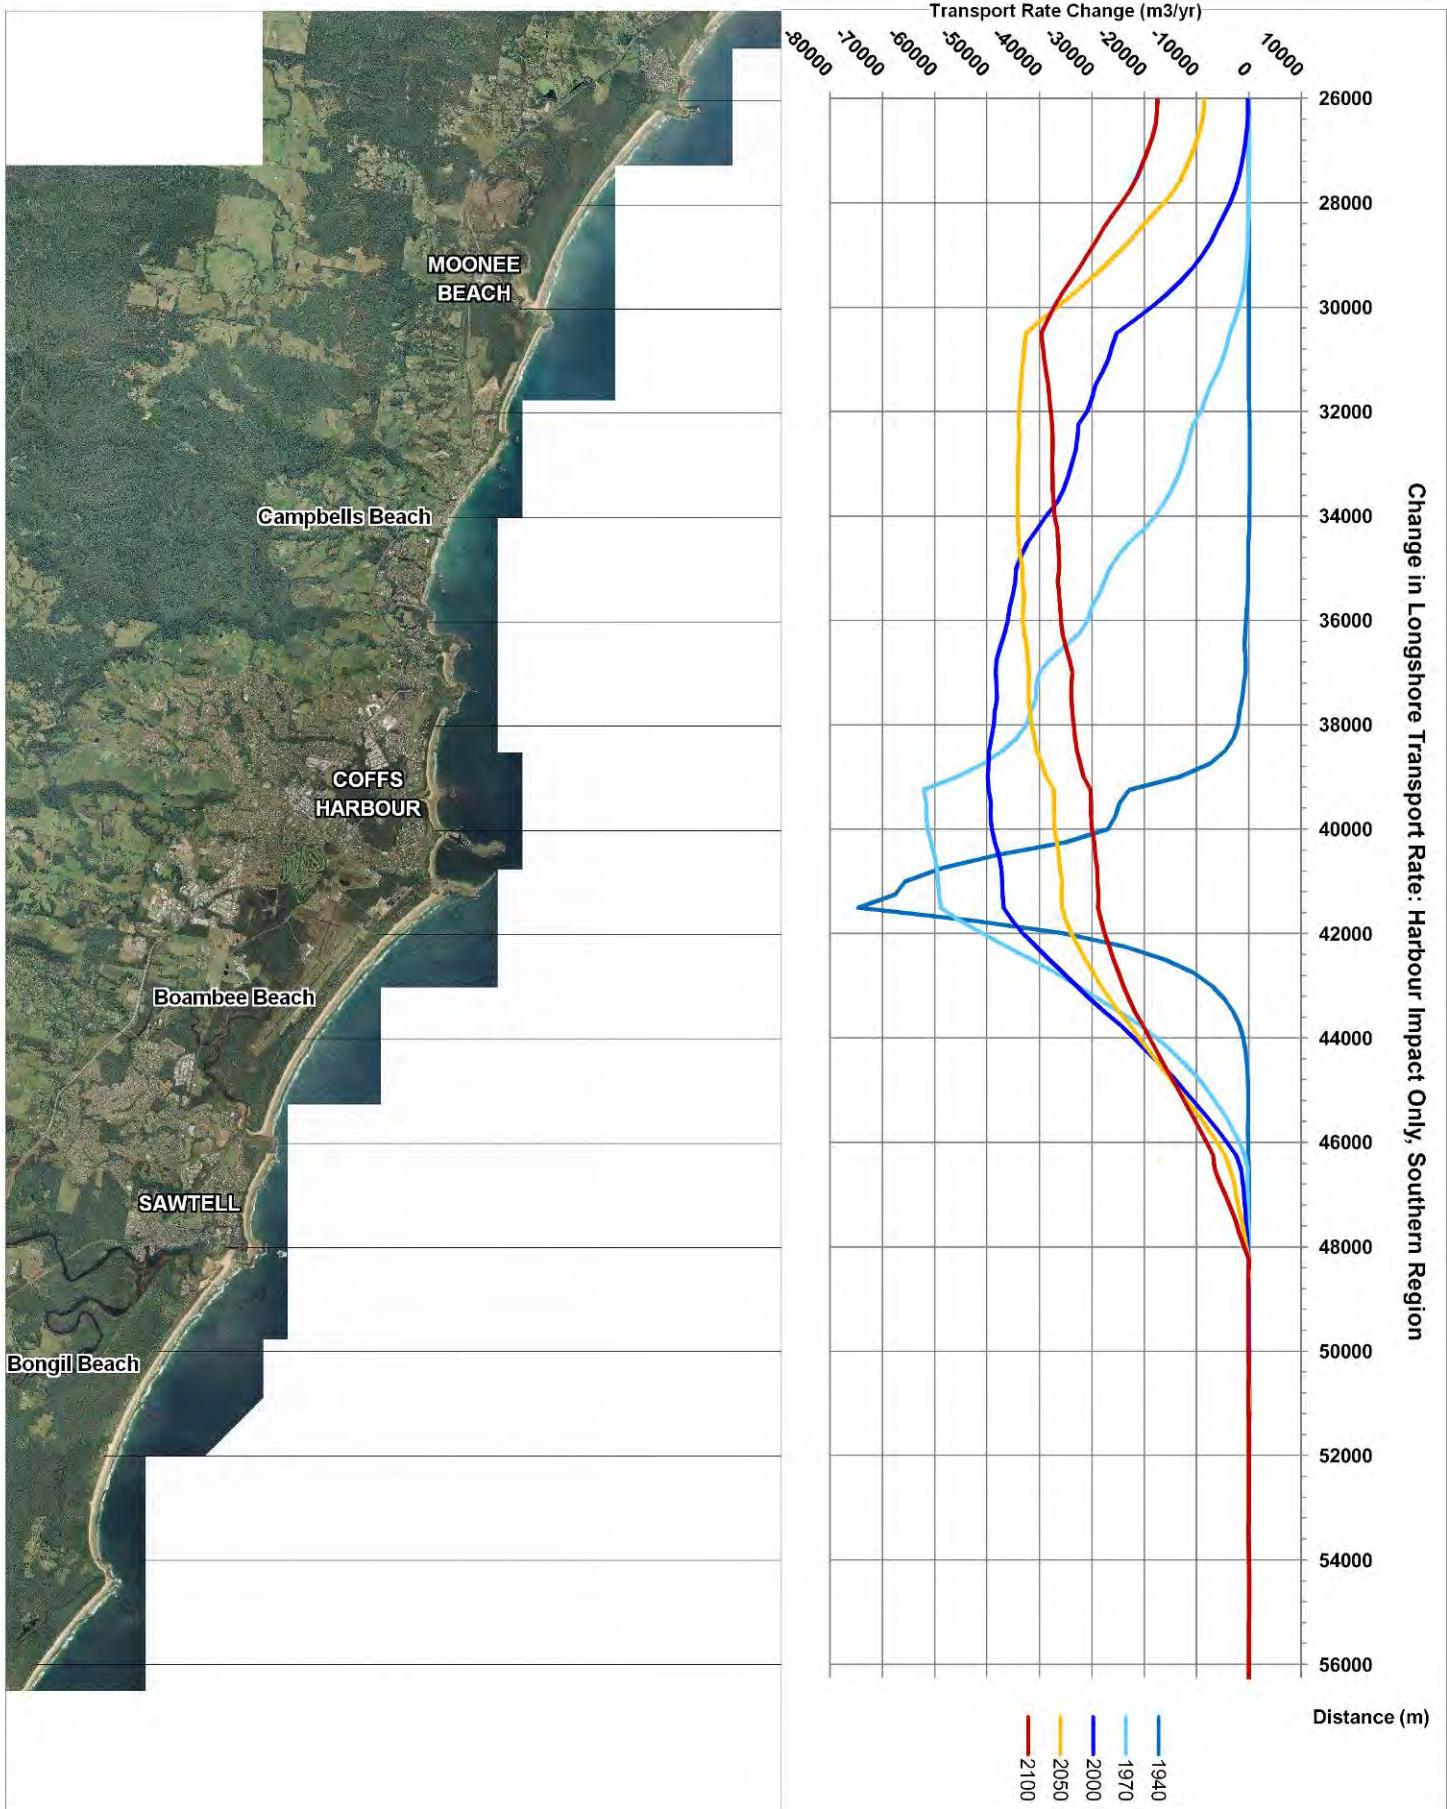 Transport Rate Change (m3/yr)
-80000
-70000
-60000
-50000
-40000
-30000
-20000
-10000
0
10000
26000
28000
30000
32000
34000
36000
38000
40000
42000
44000
46000
48000
50000
52000
54000
56000
Distance (m)
Change in Longshore Transport Rate: Harbour Impact Only, Southern Region
1940
1970
2000
2050
2100
MOONEE
BEACH
Campbells Beach
COFFS
HARBOUR
Boambee Beach
SAWTELL
Bongil Beach